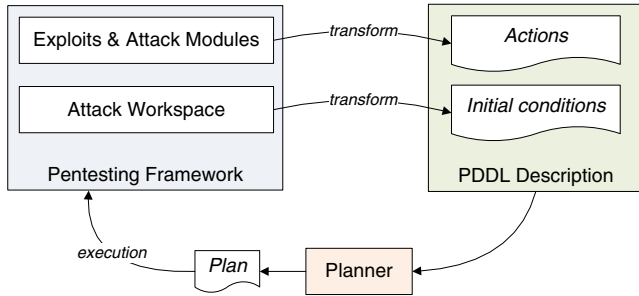 Exploits & Attack Modules
transform
Actions
Attack Workspace
transform
Initial conditions
Pentesting Framework
PDDL Description
execution
Plan
Planner